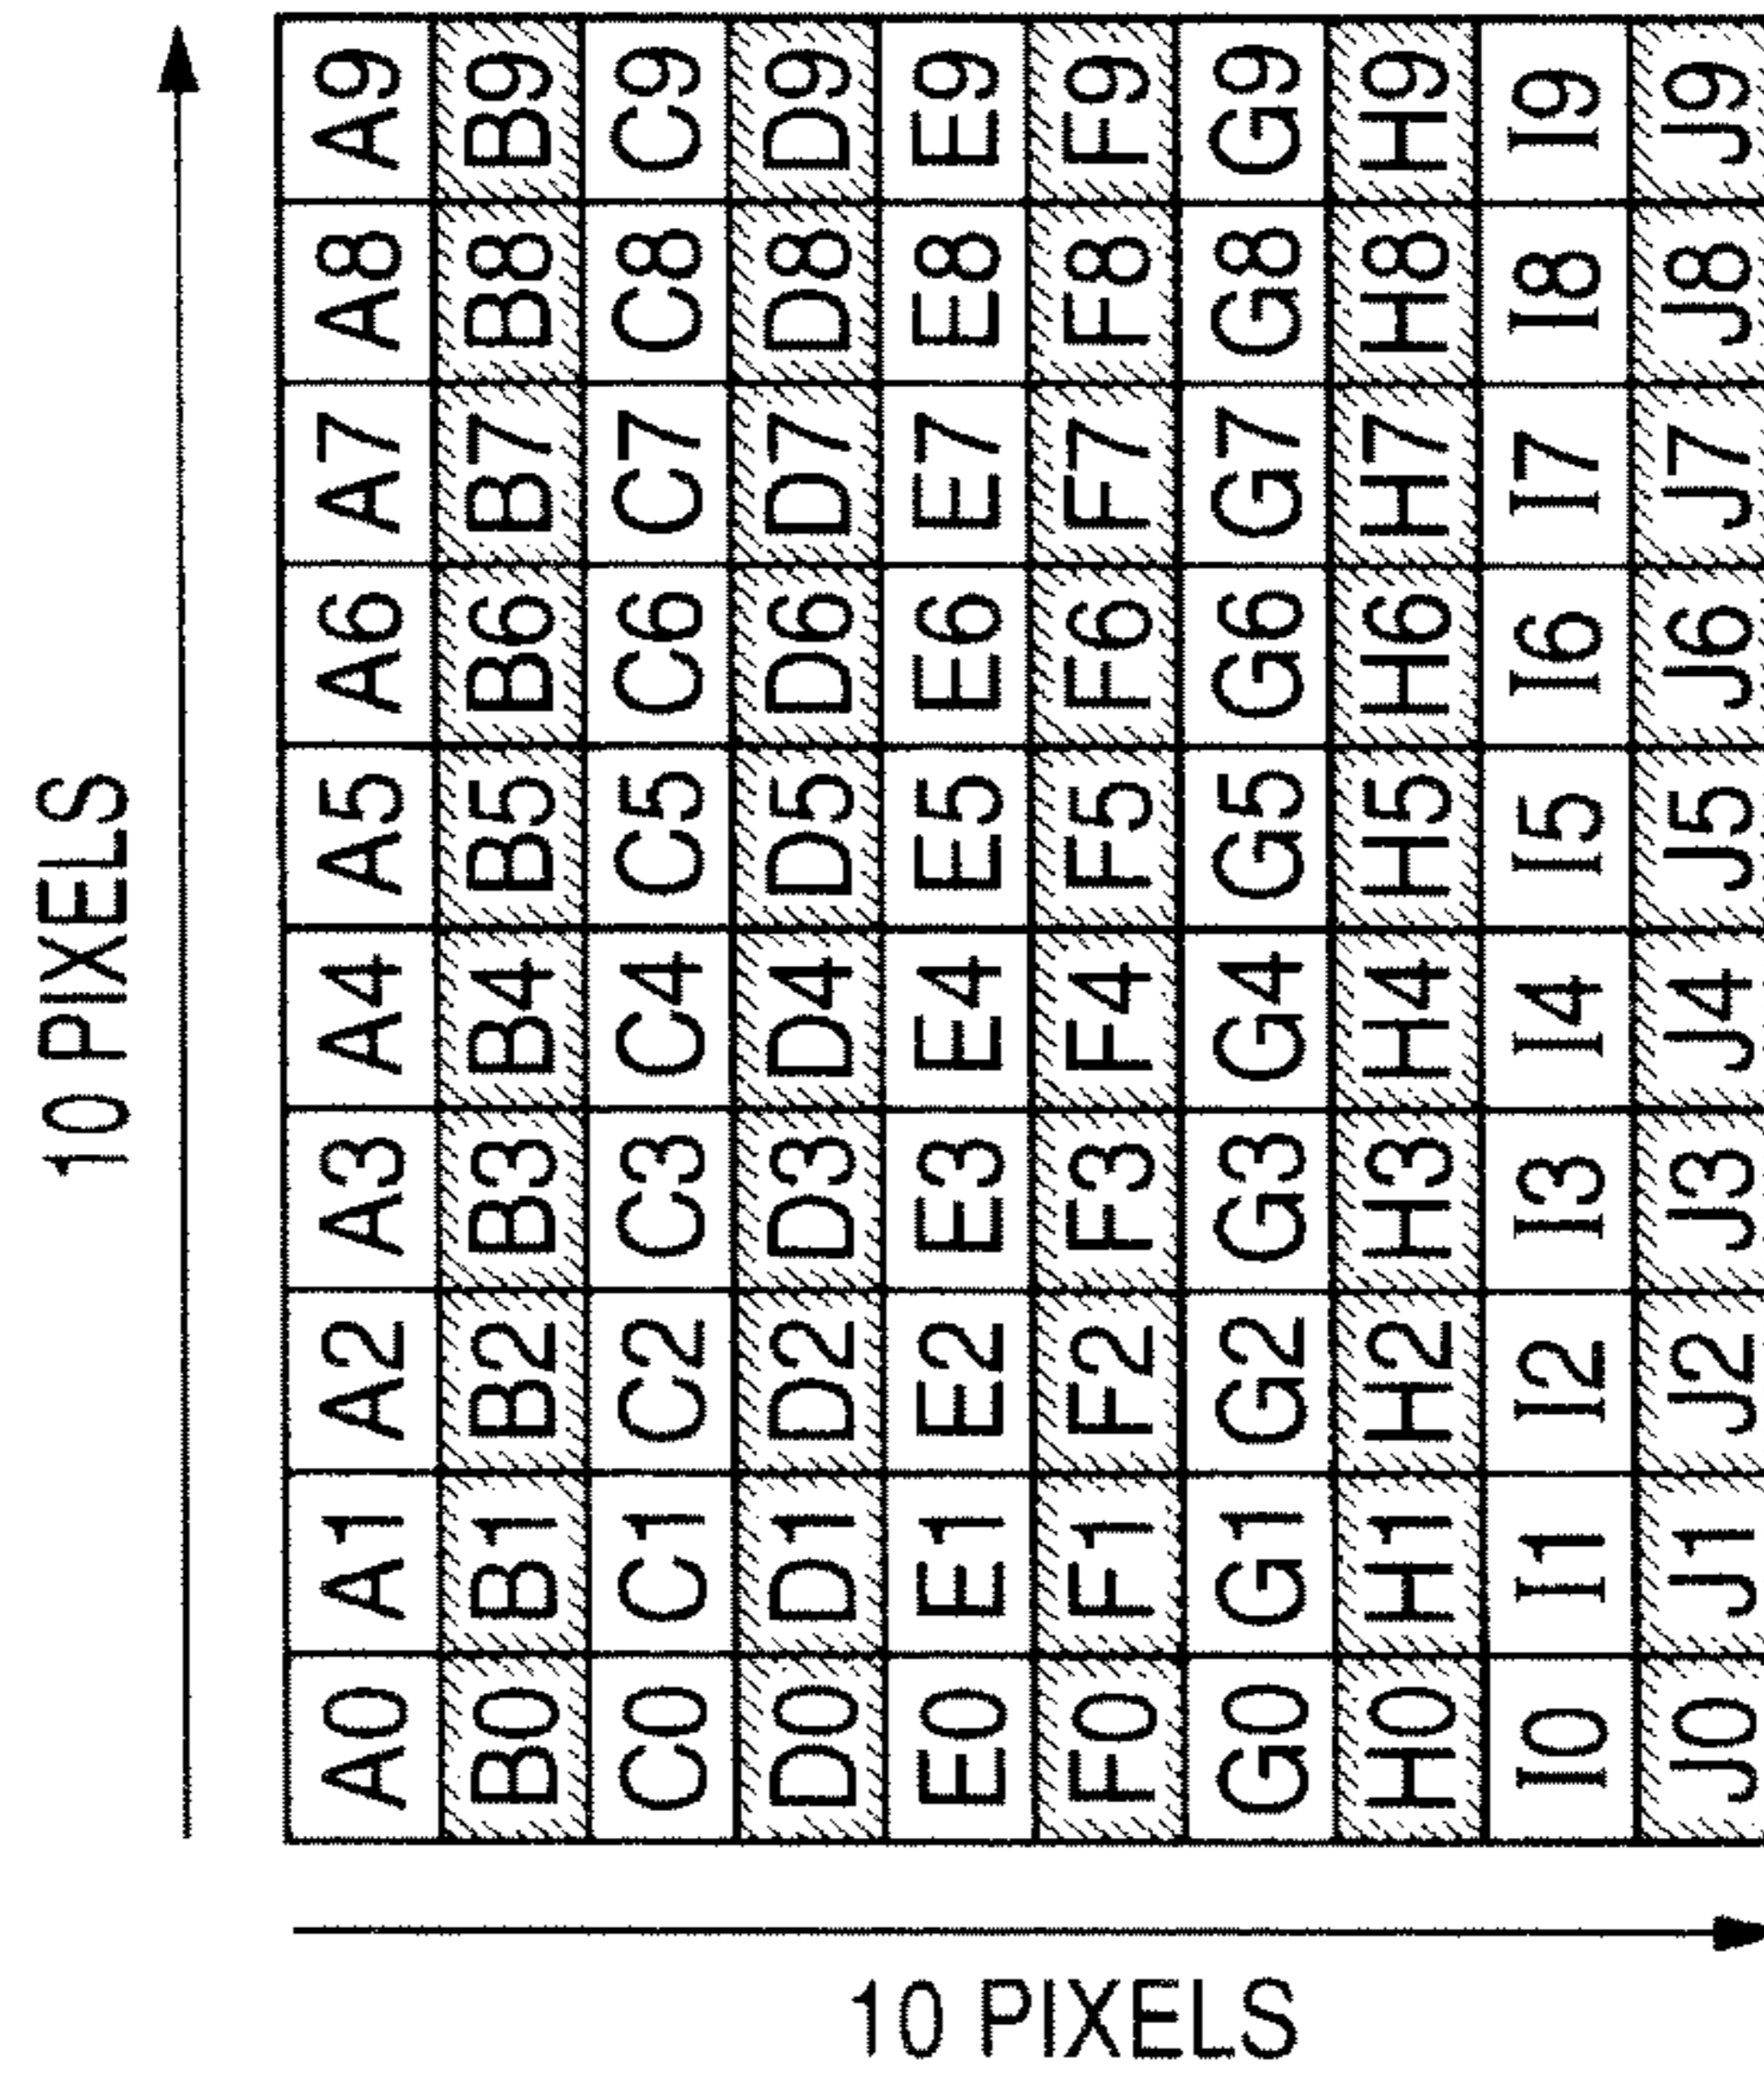 10 PIXELS
A0 A1 A2 A3 A4 A5 A6 A7 A8 A9
B0 B1 B2 B3 B4 B5 B6 B7 B8 B9
C0 C1 C2 C3 C4 C5 C6 C7 C8 C9
D0 D1 D2 D3 D4 D5 D6 D7 D8 D9
E0 E1 E2 E3 E4 E5 E6 E7 E8 E9
F0 F1 F2 F3 F4 F5 F6 F7 F8 F9
G0 G1 G2 G3 G4 G5 G6 G7 G8 G9
H0 H1 H2 H3 H4 H5 H6 H7 H8 H9
I0 I1 I2 I3 I4 I5 I6 I7 I8 I9
J0 J1 J2 J3 J4 J5 J6 J7 J8 J9
10 PIXELS